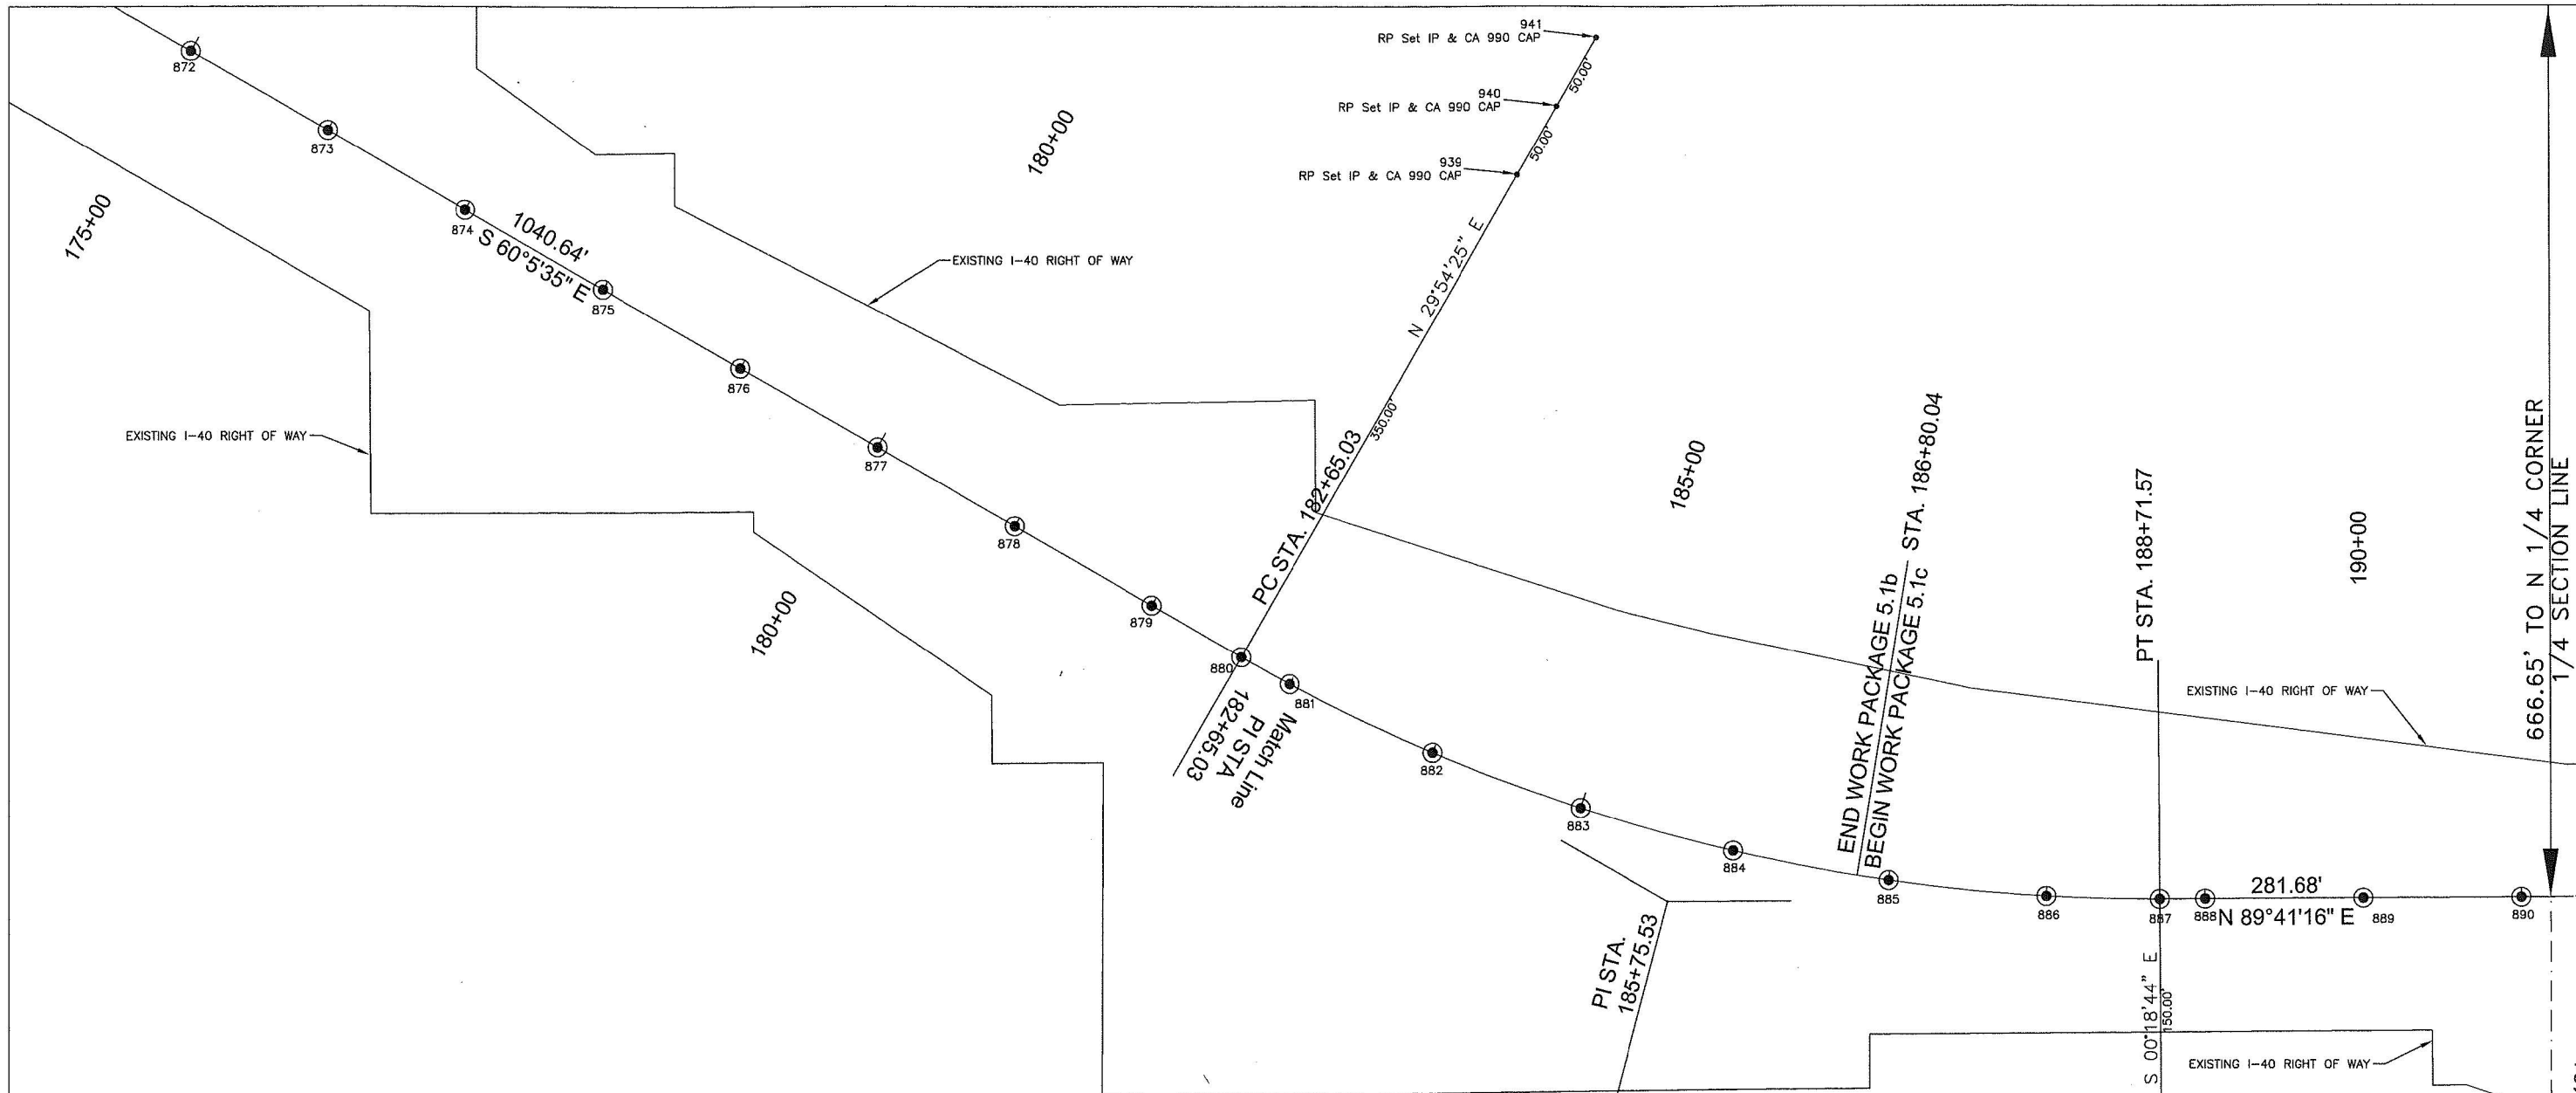 941
RP Set IP & CA 990 CAP
50.00'
940
RP Set IP & CA 990 CAP
50.00'
939
RP Set IP & CA 990 CAP
N 29°54'25" E
350.00'
PC STA. 182+65.03
872
873
874
1040.64'
S 60°5'35" E
875
876
877
878
879
880
881
882
883
884
885
886
887
888
889
890
175+00
180+00
EXISTING I-40 RIGHT OF WAY
EXISTING I-40 RIGHT OF WAY
180+00
Match Line
PI STA
182+65.03
185+00
END WORK PACKAGE 5.1b
BEGIN WORK PACKAGE 5.1c
STA. 186+80.04
PT STA. 188+71.57
190+00
EXISTING I-40 RIGHT OF WAY
281.68'
N 89°41'16" E
PI STA.
185+75.53
S 00°18'44" E
150.00'
EXISTING I-40 RIGHT OF WAY
666.65' TO N 1/4 CORNER
1/4 SECTION LINE